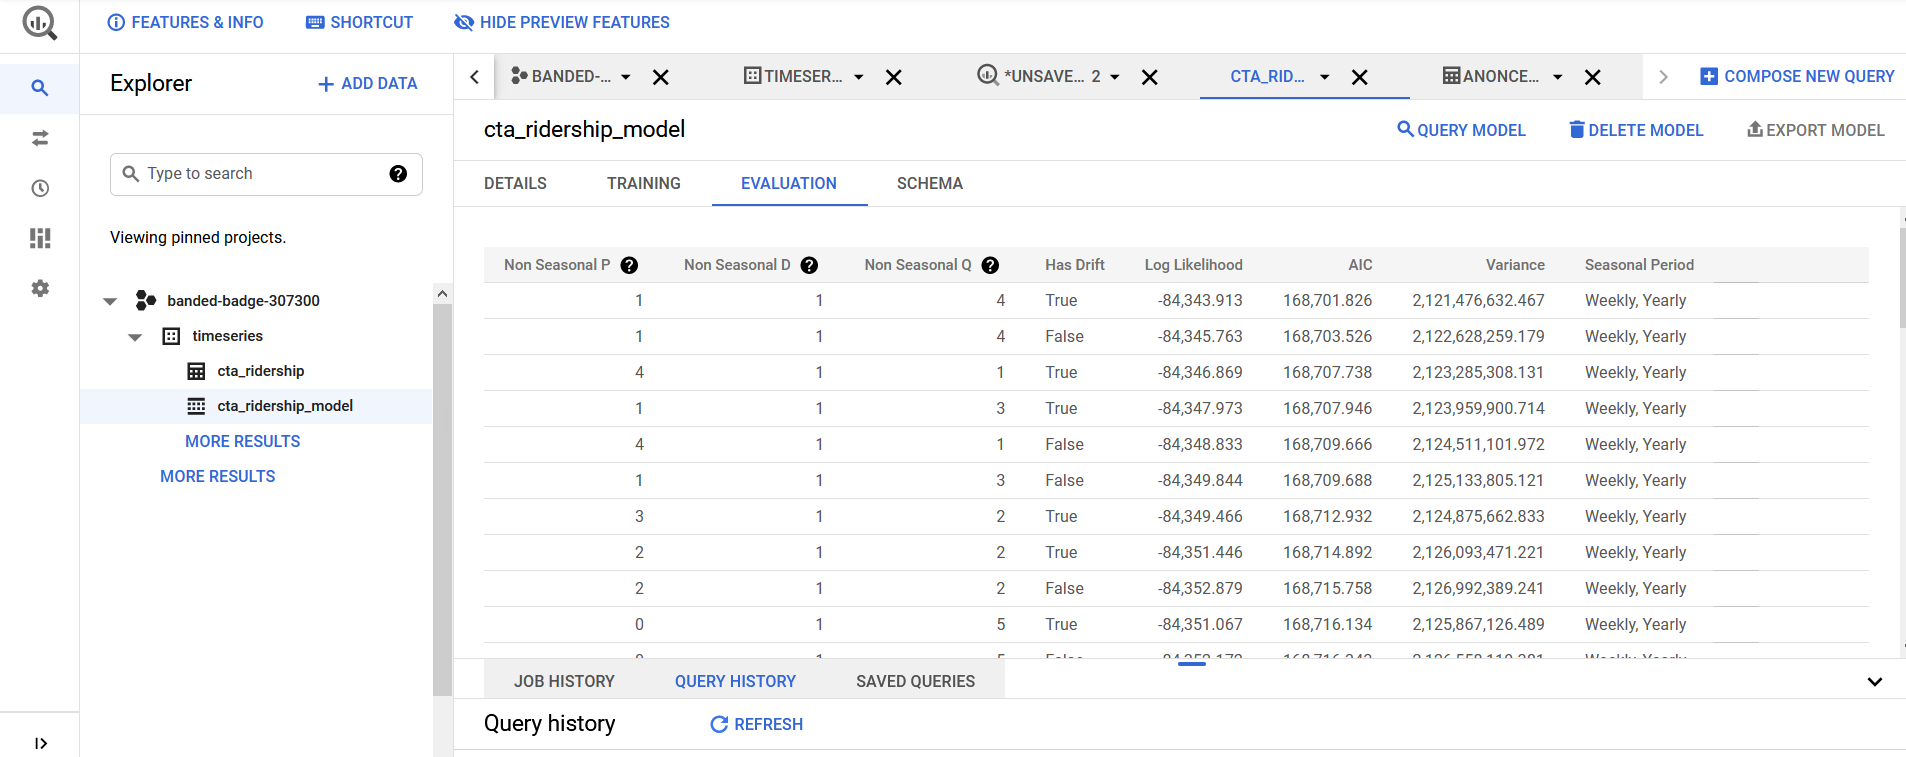 FEATURES & INFO SHORTCUT HIDE PREVIEW FEATURES
Explorer ADD DATA
BANDED-... TIMESER... *UNSAVE... 2 CTA_RID... ANONCE... COMPOSE NEW QUERY
cta_ridership_model QUERY MODEL DELETE MODEL EXPORT MODEL
Type to search
DETAILS TRAINING EVALUATION SCHEMA
Viewing pinned projects.
banded-badge-307300
timeseries
cta_ridership
cta_ridership_model
MORE RESULTS
MORE RESULTS
Non Seasonal P Non Seasonal D Non Seasonal Q Has Drift Log Likelihood AIC Variance Seasonal Period
1 1 4 True -84,343.913 168,701.826 2,121,476,632.467 Weekly, Yearly
1 1 4 False -84,345.763 168,703.526 2,122,628,259.179 Weekly, Yearly
4 1 1 True -84,346.869 168,707.738 2,123,285,308.131 Weekly, Yearly
1 1 3 True -84,347.973 168,707.946 2,123,959,900.714 Weekly, Yearly
4 1 1 False -84,348.833 168,709.666 2,124,511,101.972 Weekly, Yearly
1 1 3 False -84,349.844 168,709.688 2,125,133,805.121 Weekly, Yearly
3 1 2 True -84,349.466 168,712.932 2,124,875,662.833 Weekly, Yearly
2 1 2 True -84,351.446 168,714.892 2,126,093,471.221 Weekly, Yearly
2 1 2 False -84,352.879 168,715.758 2,126,992,389.241 Weekly, Yearly
0 1 5 True -84,351.067 168,716.134 2,125,867,126.489 Weekly, Yearly
JOB HISTORY QUERY HISTORY SAVED QUERIES
Query history REFRESH